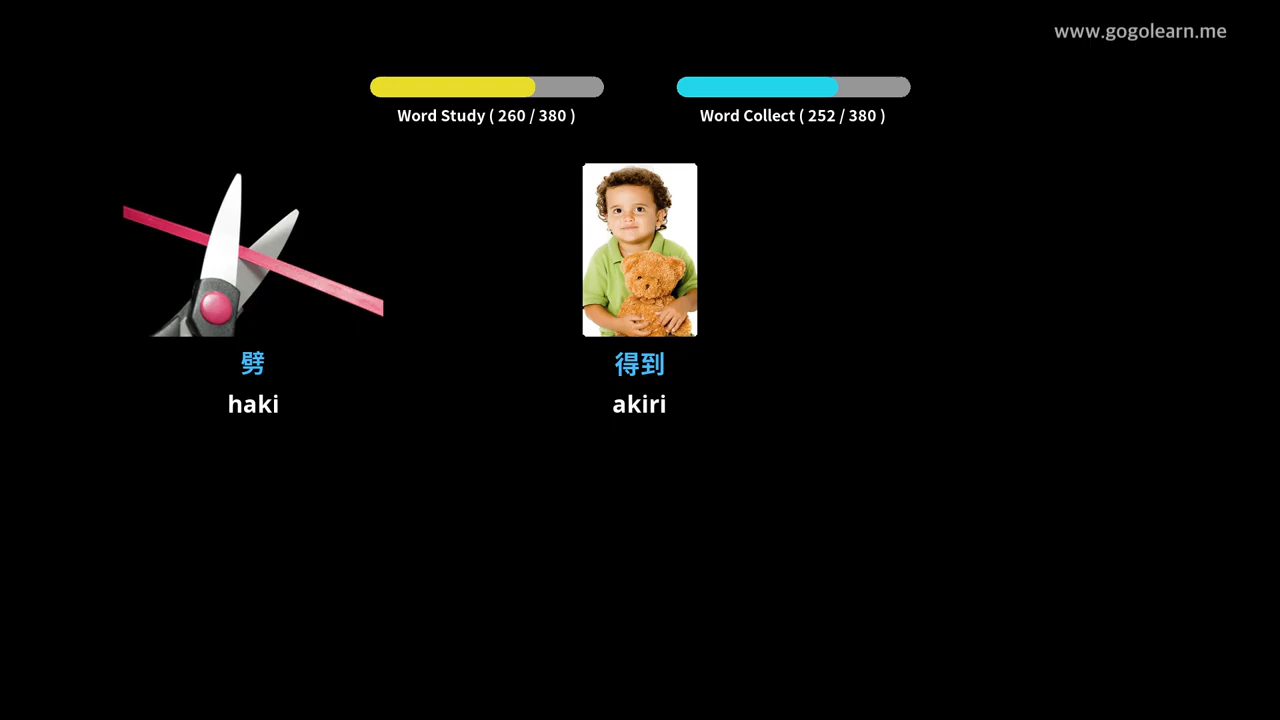 www.gogolearn.me
Word Study ( 260 / 380 )
Word Collect ( 252 / 380 )
劈
haki
得到
akiri